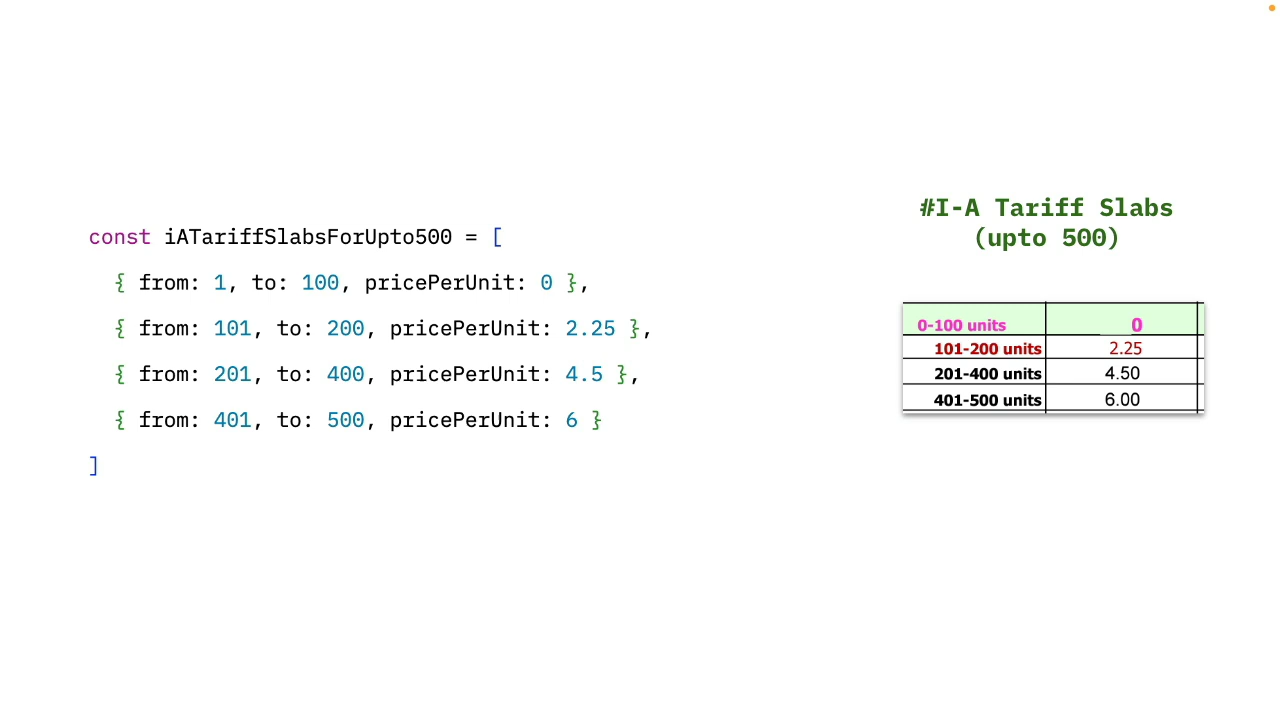 const iATariffSlabsForUpto500 = [
{ from: 1, to: 100, pricePerUnit: 0 },
{ from: 101, to: 200, pricePerUnit: 2.25 },
{ from: 201, to: 400, pricePerUnit: 4.5 },
{ from: 401, to: 500, pricePerUnit: 6 }
]
#I-A Tariff Slabs
(upto 500)
0-100 units 0
101-200 units 2.25
201-400 units 4.50
401-500 units 6.00